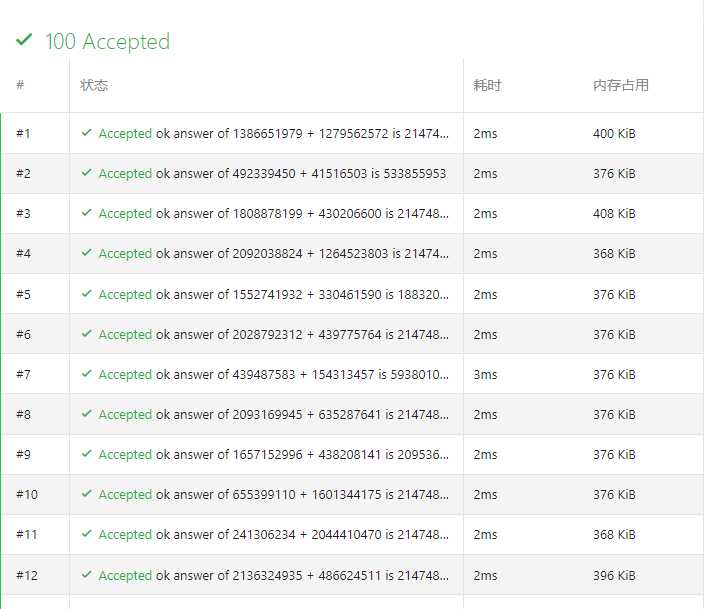 100 Accepted
# 状态 耗时 内存占用
#1 Accepted ok answer of 1386651979 + 1279562572 is 21474... 2ms 400 KiB
#2 Accepted ok answer of 492339450 + 41516503 is 533855953 2ms 376 KiB
#3 Accepted ok answer of 1808878199 + 430206600 is 214748... 2ms 408 KiB
#4 Accepted ok answer of 2092038824 + 1264523803 is 21474... 2ms 368 KiB
#5 Accepted ok answer of 1552741932 + 330461590 is 188320... 2ms 376 KiB
#6 Accepted ok answer of 2028792312 + 439775764 is 214748... 2ms 376 KiB
#7 Accepted ok answer of 439487583 + 154313457 is 5938010... 3ms 376 KiB
#8 Accepted ok answer of 2093169945 + 635287641 is 214748... 2ms 376 KiB
#9 Accepted ok answer of 1657152996 + 438208141 is 209536... 2ms 376 KiB
#10 Accepted ok answer of 655399110 + 1601344175 is 214748... 2ms 376 KiB
#11 Accepted ok answer of 241306234 + 2044410470 is 214748... 2ms 368 KiB
#12 Accepted ok answer of 2136324935 + 486624511 is 214748... 2ms 396 KiB